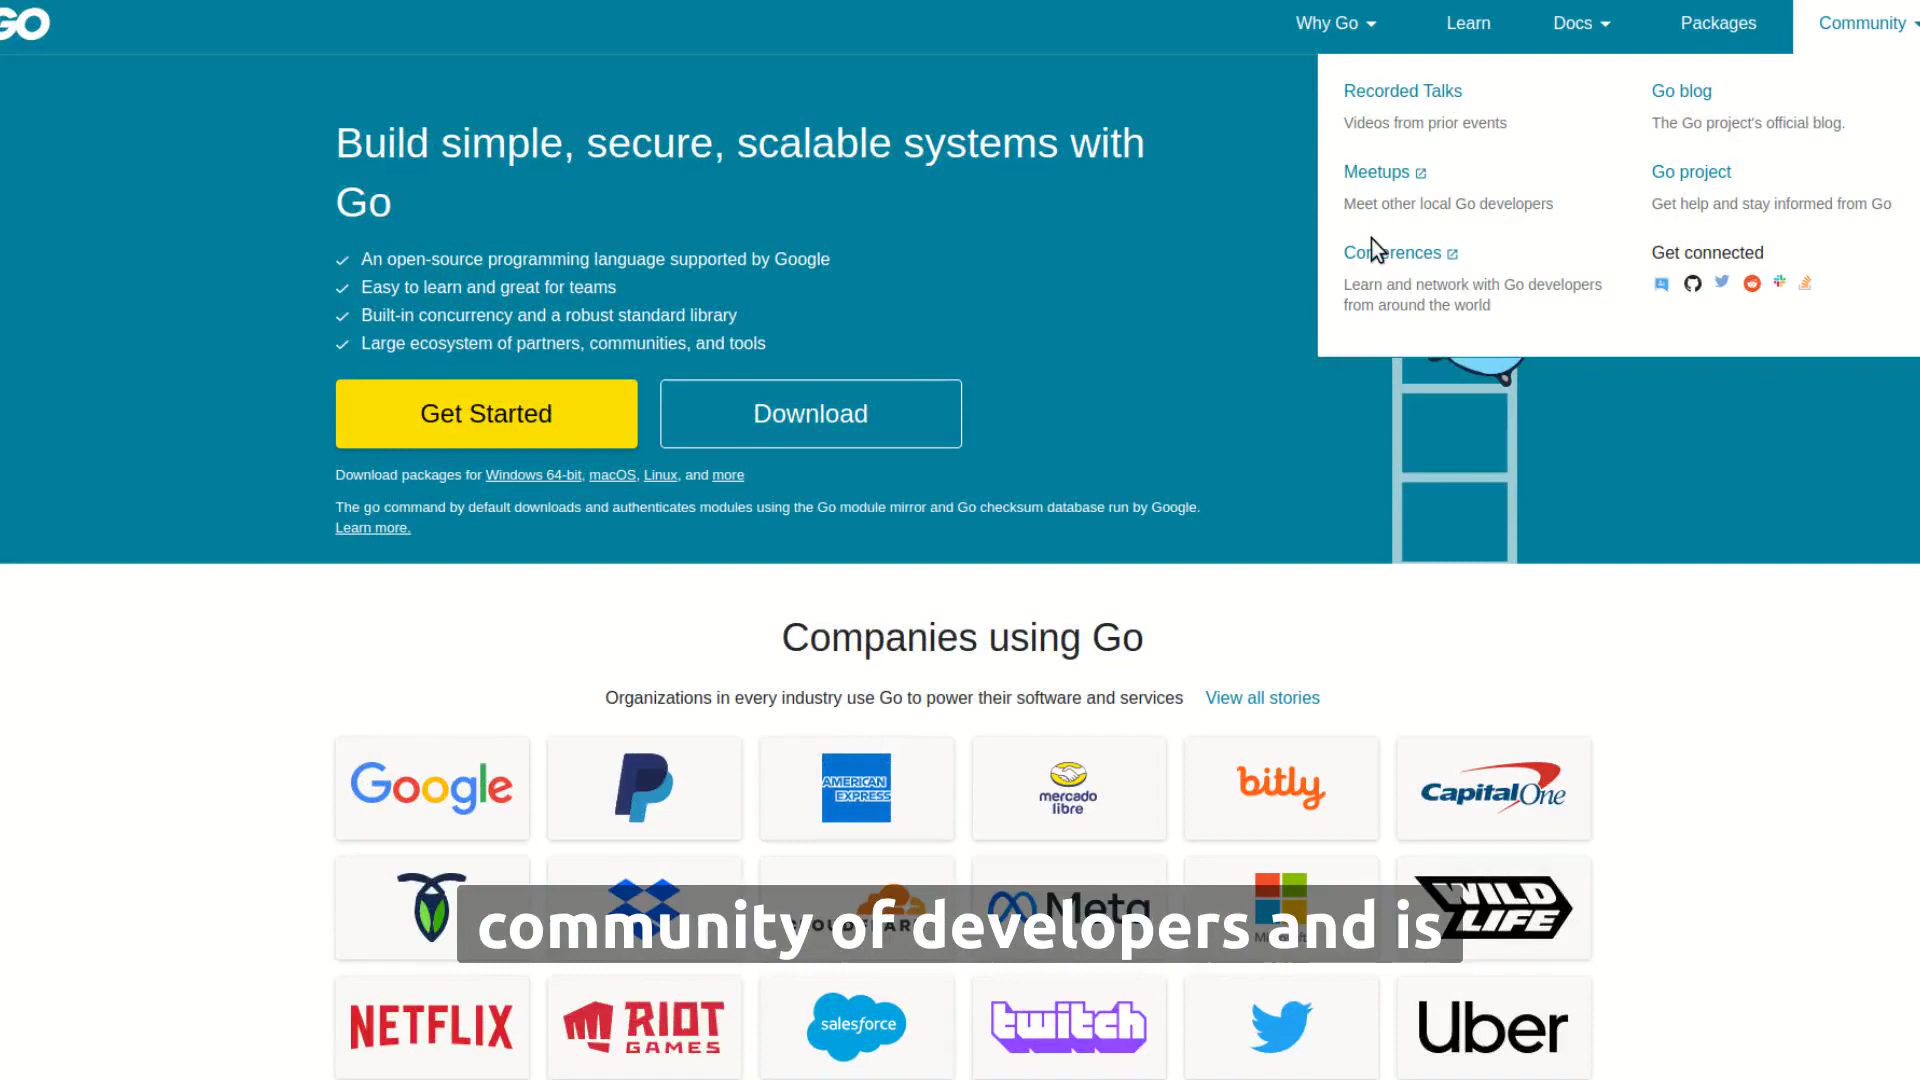 GO
Why Go
Learn
Docs
Packages
Community
Recorded Talks
Videos from prior events
Meetups
Meet other local Go developers
Conferences
Learn and network with Go developers
from around the world
Go blog
The Go project's official blog.
Go project
Get help and stay informed from Go
Get connected
Build simple, secure, scalable systems with
Go
An open-source programming language supported by Google
Easy to learn and great for teams
Built-in concurrency and a robust standard library
Large ecosystem of partners, communities, and tools
Get Started
Download
Download packages for Windows 64-bit, macOS, Linux, and more
The go command by default downloads and authenticates modules using the Go module mirror and Go checksum database run by Google.
Learn more.
Companies using Go
Organizations in every industry use Go to power their software and services
View all stories
Google
AMERICAN
EXPRESS
mercado
libre
bitly
Capital One
CLOUDFLARE
Meta
Microsoft
WILD
LIFE
community of developers and is
NETFLIX
RIOT
GAMES
salesforce
twitch
Uber